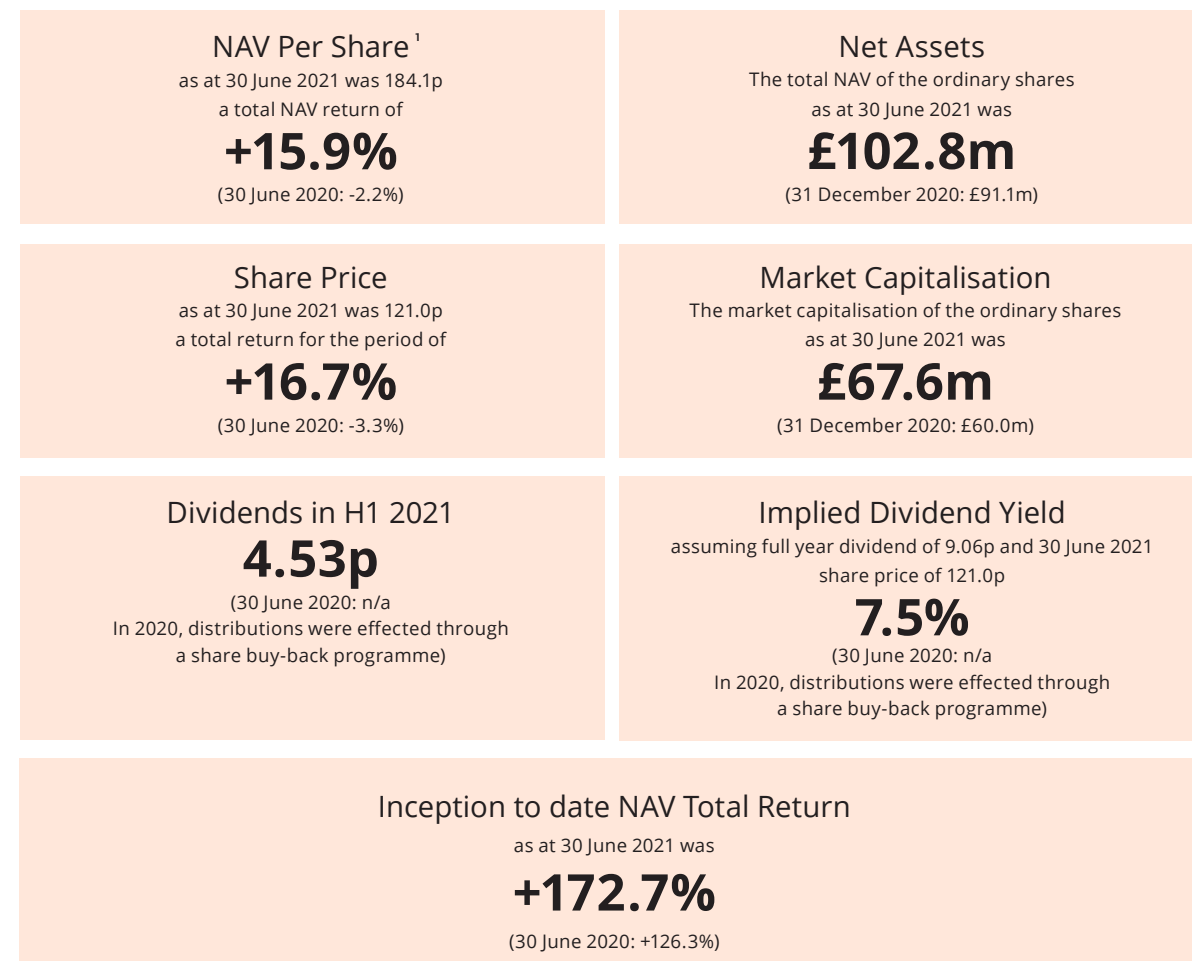 NAV Per Share ¹
as at 30 June 2021 was 184.1p
a total NAV return of
+15.9%
(30 June 2020: -2.2%)
Net Assets
The total NAV of the ordinary shares
as at 30 June 2021 was
£102.8m
(31 December 2020: £91.1m)
Share Price
as at 30 June 2021 was 121.0p
a total return for the period of
+16.7%
(30 June 2020: -3.3%)
Market Capitalisation
The market capitalisation of the ordinary shares
as at 30 June 2021 was
£67.6m
(31 December 2020: £60.0m)
Dividends in H1 2021
4.53p
(30 June 2020: n/a
In 2020, distributions were effected through
a share buy-back programme)
Implied Dividend Yield
assuming full year dividend of 9.06p and 30 June 2021
share price of 121.0p
7.5%
(30 June 2020: n/a
In 2020, distributions were effected through
a share buy-back programme)
Inception to date NAV Total Return
as at 30 June 2021 was
+172.7%
(30 June 2020: +126.3%)